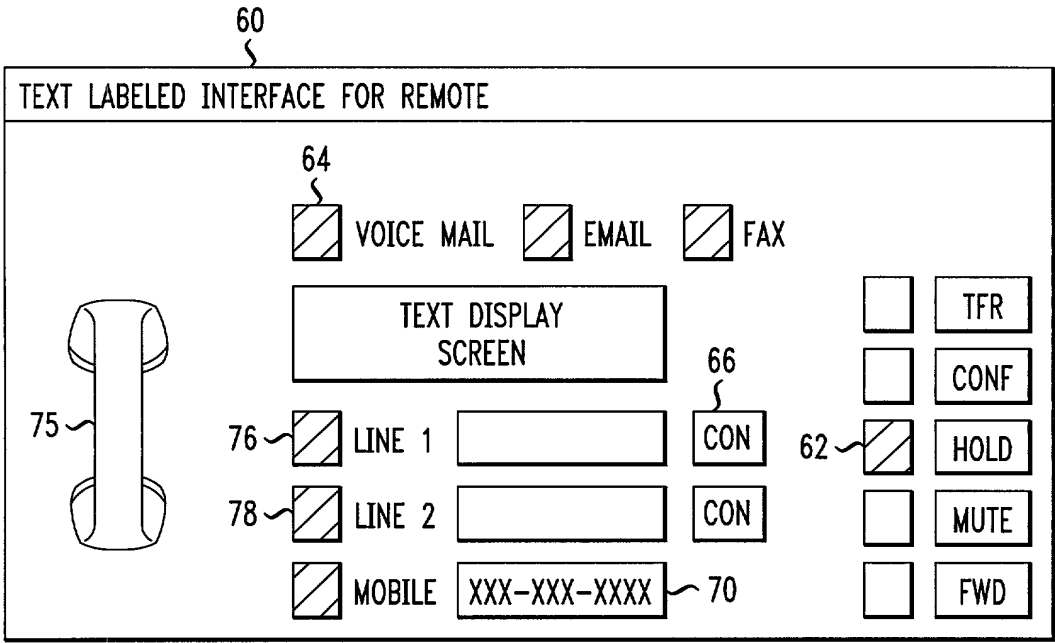 60
TEXT LABELED INTERFACE FOR REMOTE
64
VOICE MAIL EMAIL FAX
TEXT DISPLAY
SCREEN
TFR
66
CONF
75
76 LINE 1 CON
62 HOLD
78 LINE 2 CON
MUTE
MOBILE XXX-XXX-XXXX 70
FWD